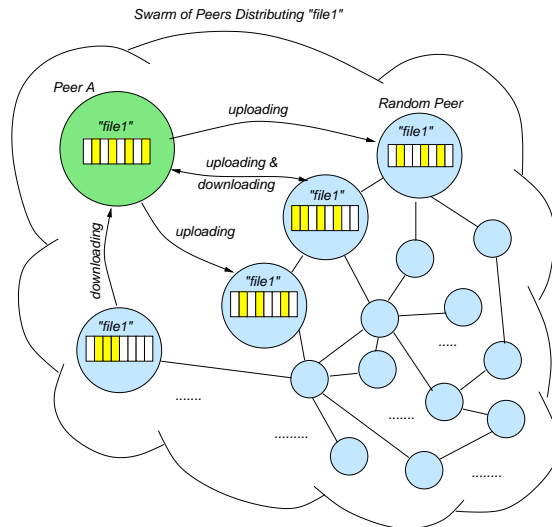 Swarm of Peers Distributing "file1"
Peer A
Random Peer
"file1"
uploading
"file1"
uploading &
downloading
"file1"
uploading
"file1"
downloading
"file1"
.....
.......
.......
.........
........